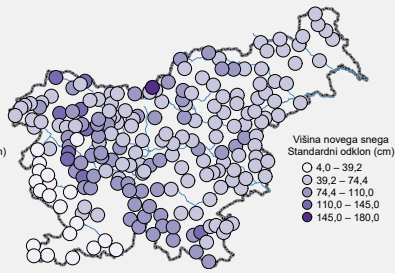 n)
Višina novega snega
Standardni odklon (cm)
4,0 – 39,2
39,2 – 74,4
74,4 – 110,0
110,0 – 145,0
145,0 – 180,0